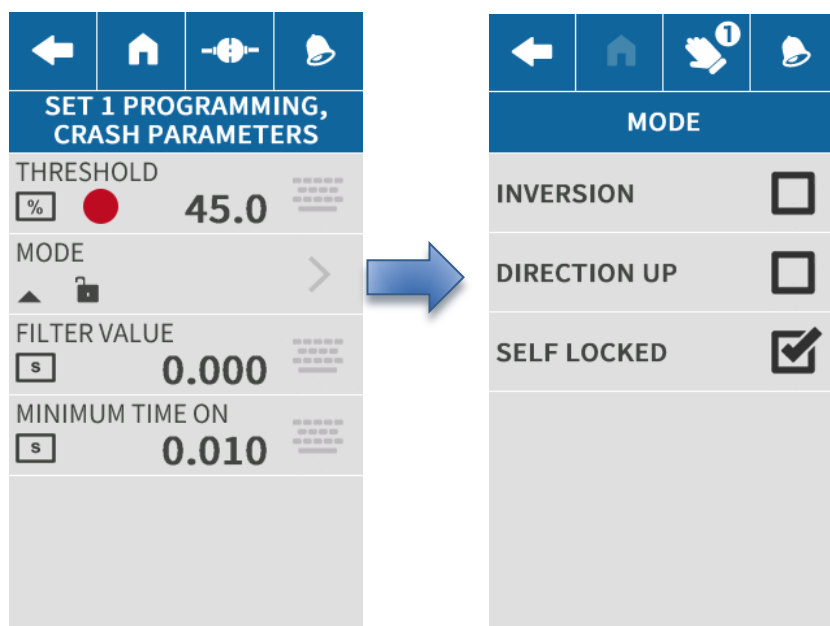 SET 1 PROGRAMMING,
CRASH PARAMETERS
THRESHOLD
% 45.0
MODE
FILTER VALUE
s 0.000
MINIMUM TIME ON
s 0.010
1
MODE
INVERSION
DIRECTION UP
SELF LOCKED